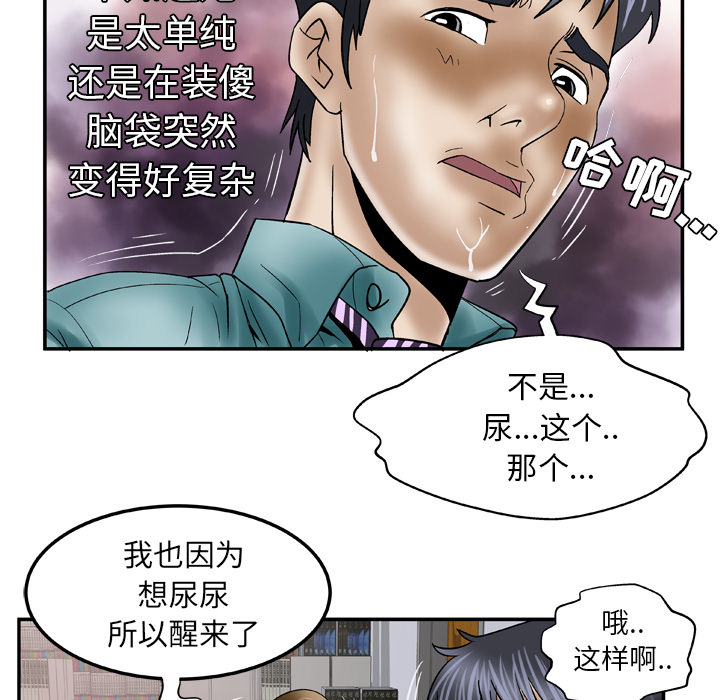 是太单纯
还是在装傻
脑袋突然
变得好复杂
哈 啊...
不是...
尿...这个..
那个...
我也因为
想尿尿
所以醒来了
哦..
这样啊..